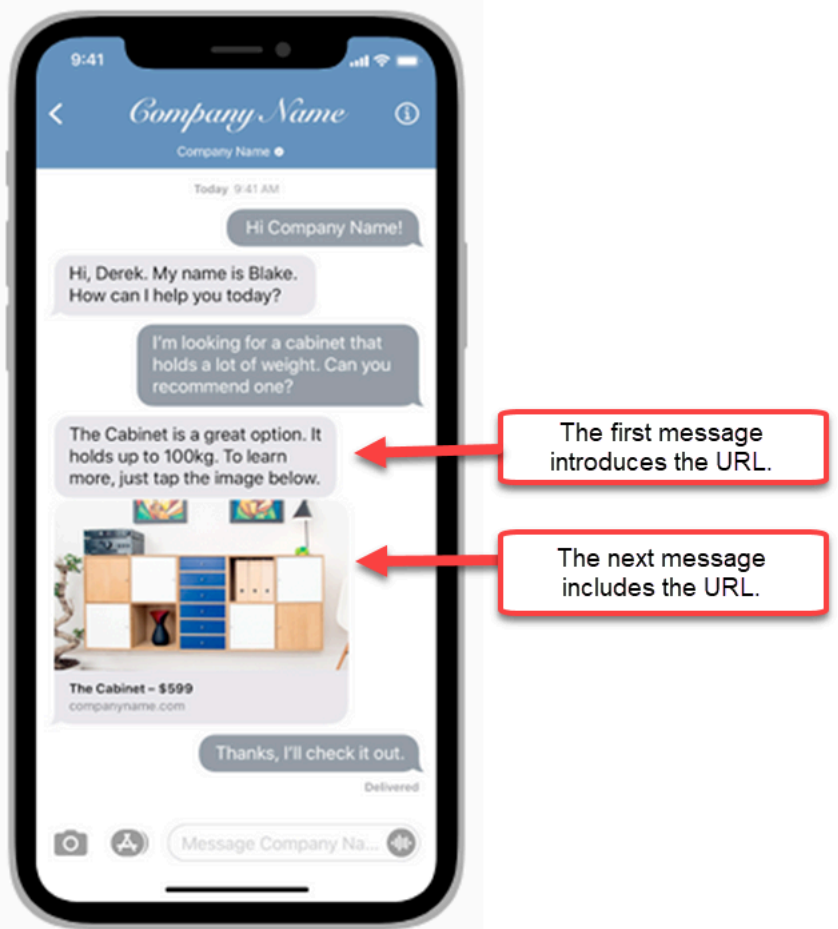 9:41
Company Name
Company Name
Today 9:41 AM
Hi Company Name!
Hi, Derek. My name is Blake.
How can I help you today?
I'm looking for a cabinet that
holds a lot of weight. Can you
recommend one?
The Cabinet is a great option. It
holds up to 100kg. To learn
more, just tap the image below.
The first message
introduces the URL.
The next message
includes the URL.
The Cabinet – $599
companyname.com
Thanks, I'll check it out.
Delivered
Message Company Na...